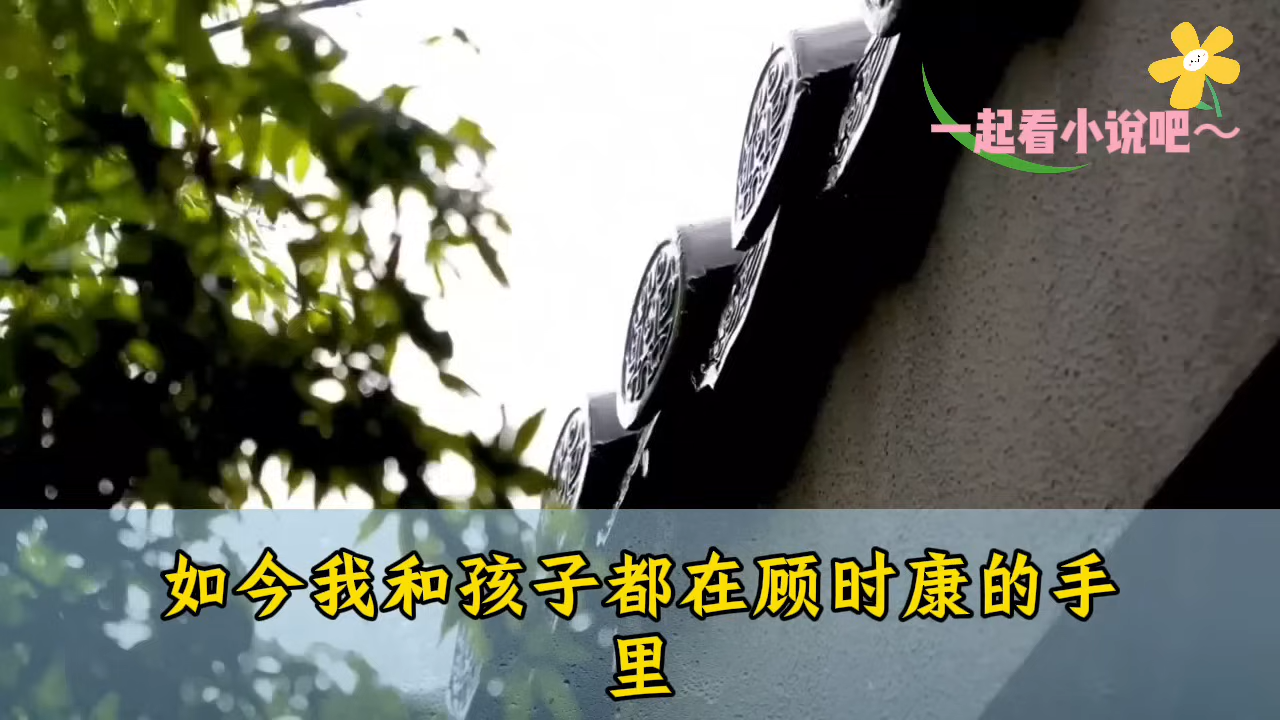 一起看小说吧～
如今我和孩子都在顾时康的手
里